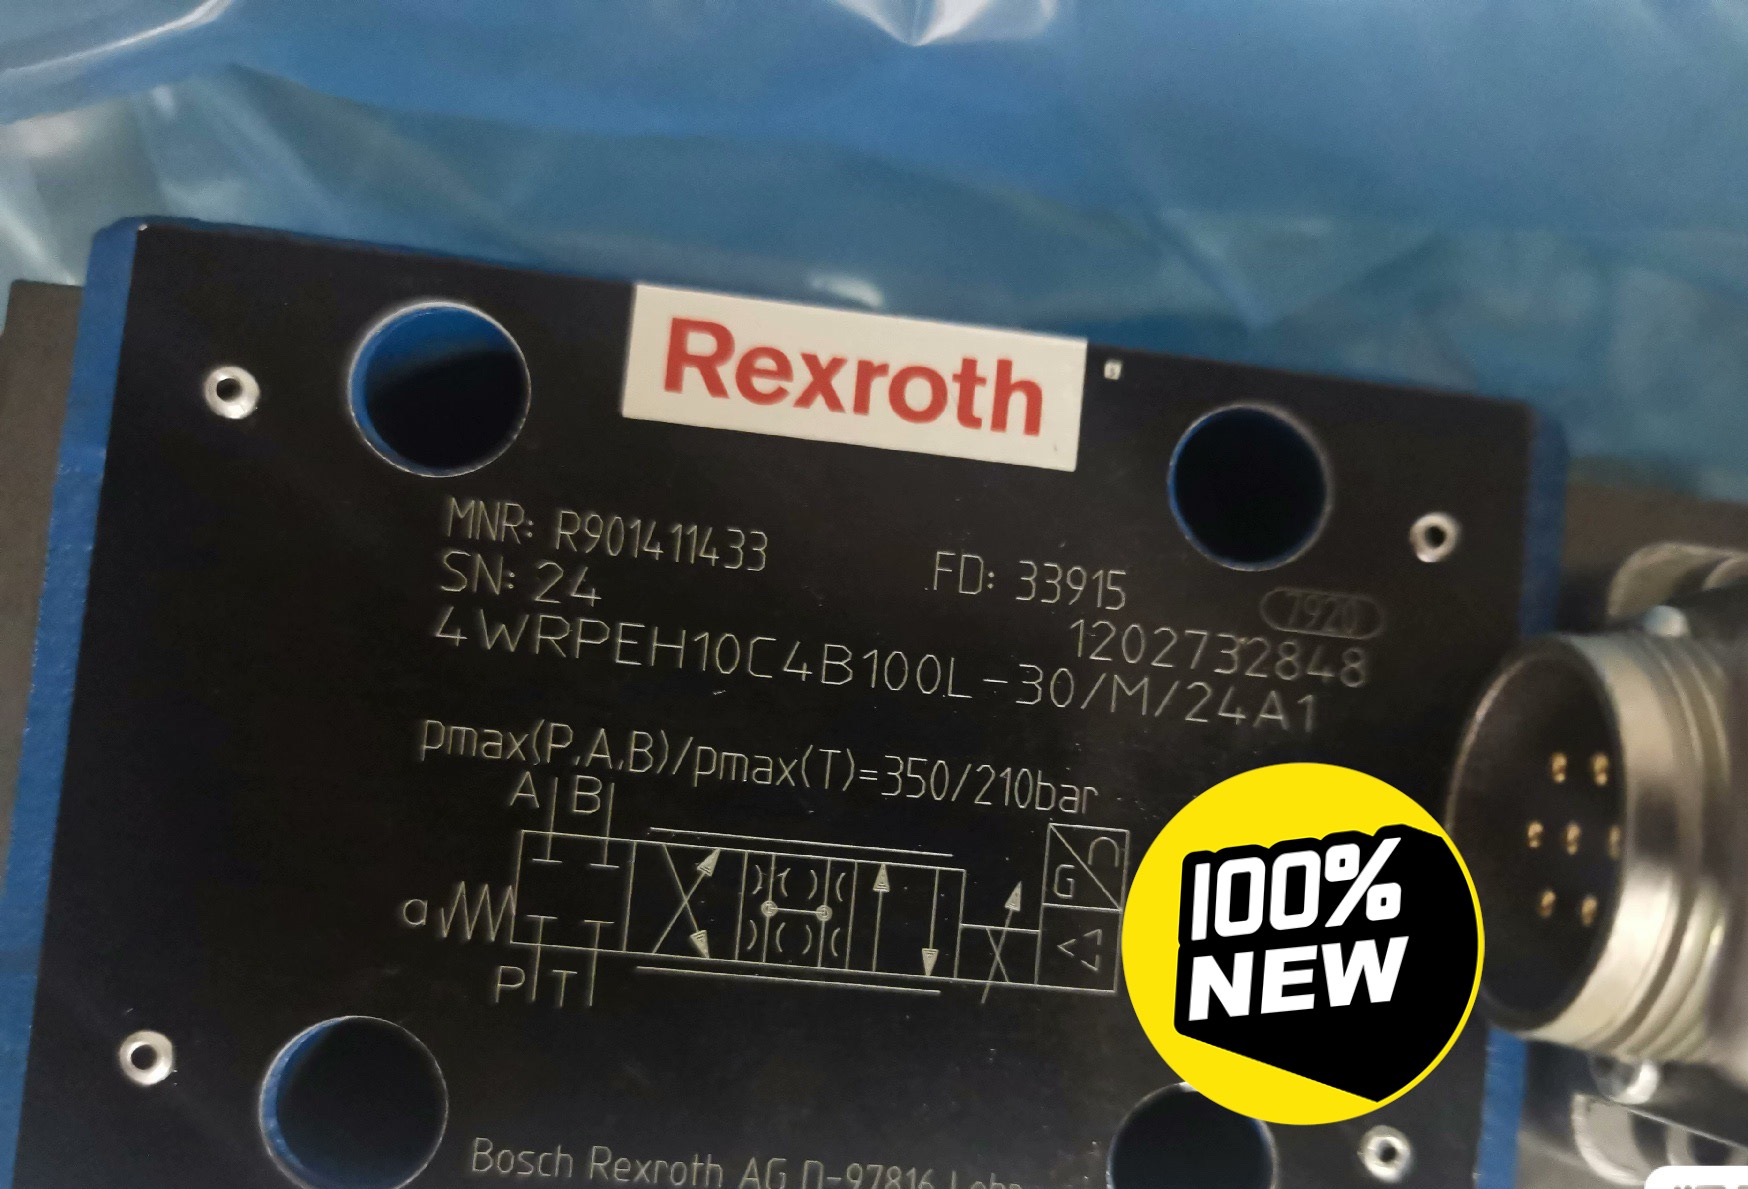 Rexroth
MNR: R901411433
FD: 33915
SN: 24
7920
1202732848
4WRPEH10C4B100L-30/M/24A1
pmax(P,A,B)/pmax(T)=350/210bar
A B
a
G
P T
100%
NEW
Bosch Rexroth AG D-97816